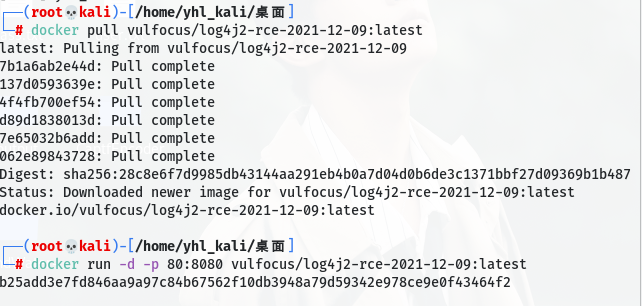 ┌──(root💀kali)-[/home/yhl_kali/桌面]
└─# docker pull vulfocus/log4j2-rce-2021-12-09:latest
latest: Pulling from vulfocus/log4j2-rce-2021-12-09
7b1a6ab2e44d: Pull complete
137d0593639e: Pull complete
4f4fb700ef54: Pull complete
d89d1838013d: Pull complete
7e65032b6add: Pull complete
062e89843728: Pull complete
Digest: sha256:28c8e6f7d9985db43144aa291eb4b0a7d04d0b6de3c1371bbf27d09369b1b487
Status: Downloaded newer image for vulfocus/log4j2-rce-2021-12-09:latest
docker.io/vulfocus/log4j2-rce-2021-12-09:latest
┌──(root💀kali)-[/home/yhl_kali/桌面]
└─# docker run -d -p 80:8080 vulfocus/log4j2-rce-2021-12-09:latest
b25add3e7fd846aa9a97c84b67562f10db3948a79d59342e978ce9e0f43464f2